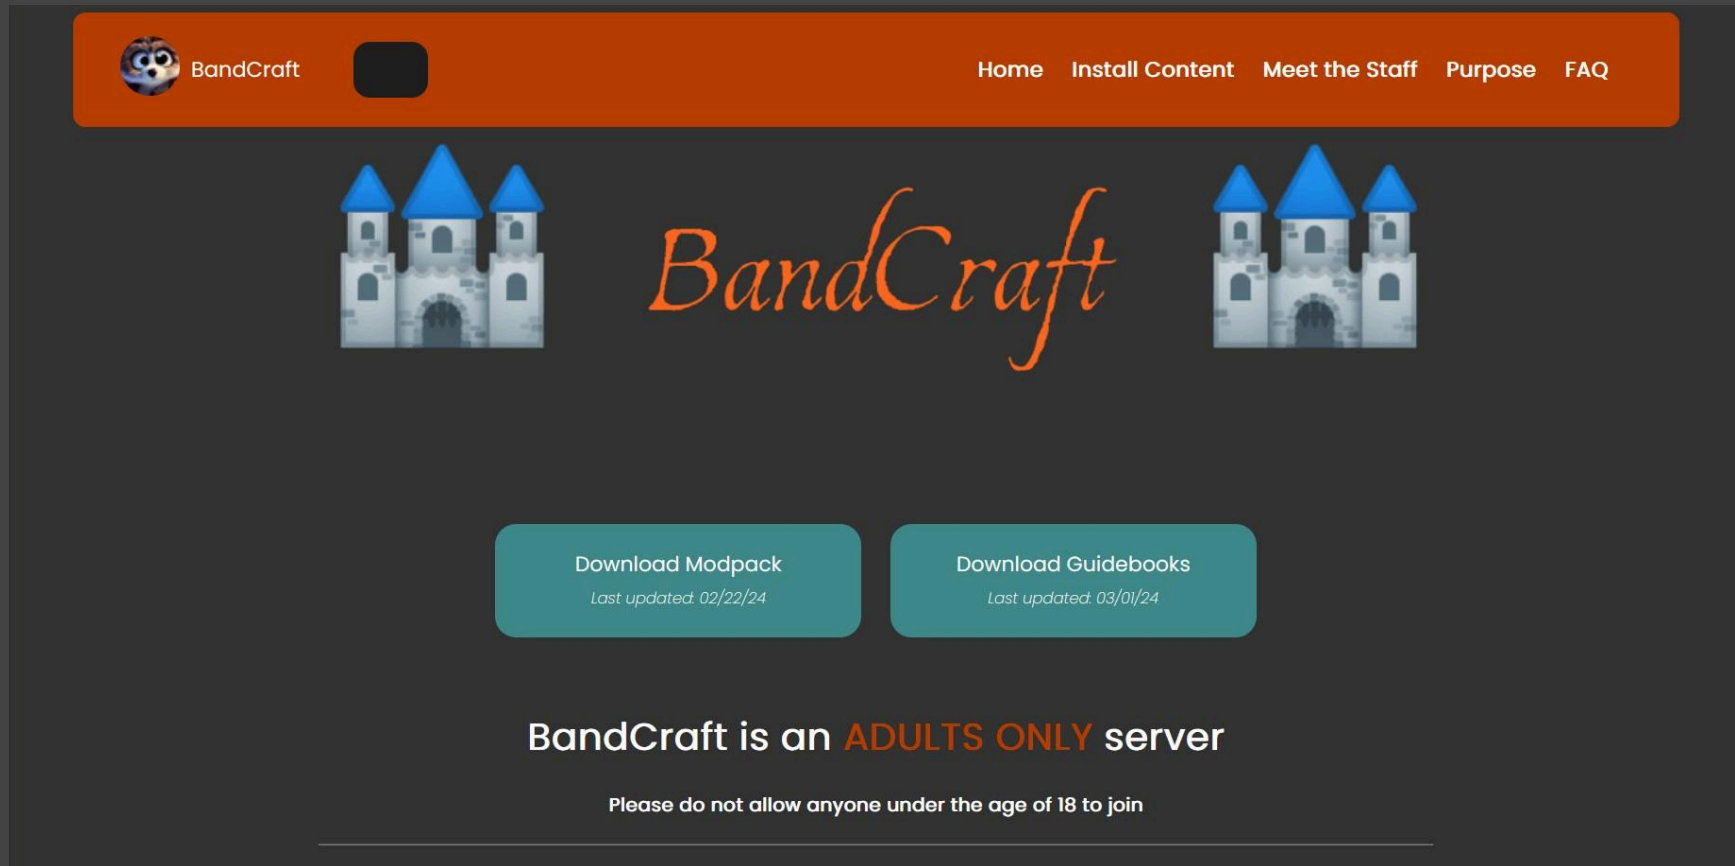 BandCraft
Home Install Content Meet the Staff Purpose FAQ
BandCraft
Download Modpack
Last updated: 02/22/24
Download Guidebooks
Last updated: 03/01/24
BandCraft is an ADULTS ONLY server
Please do not allow anyone under the age of 18 to join